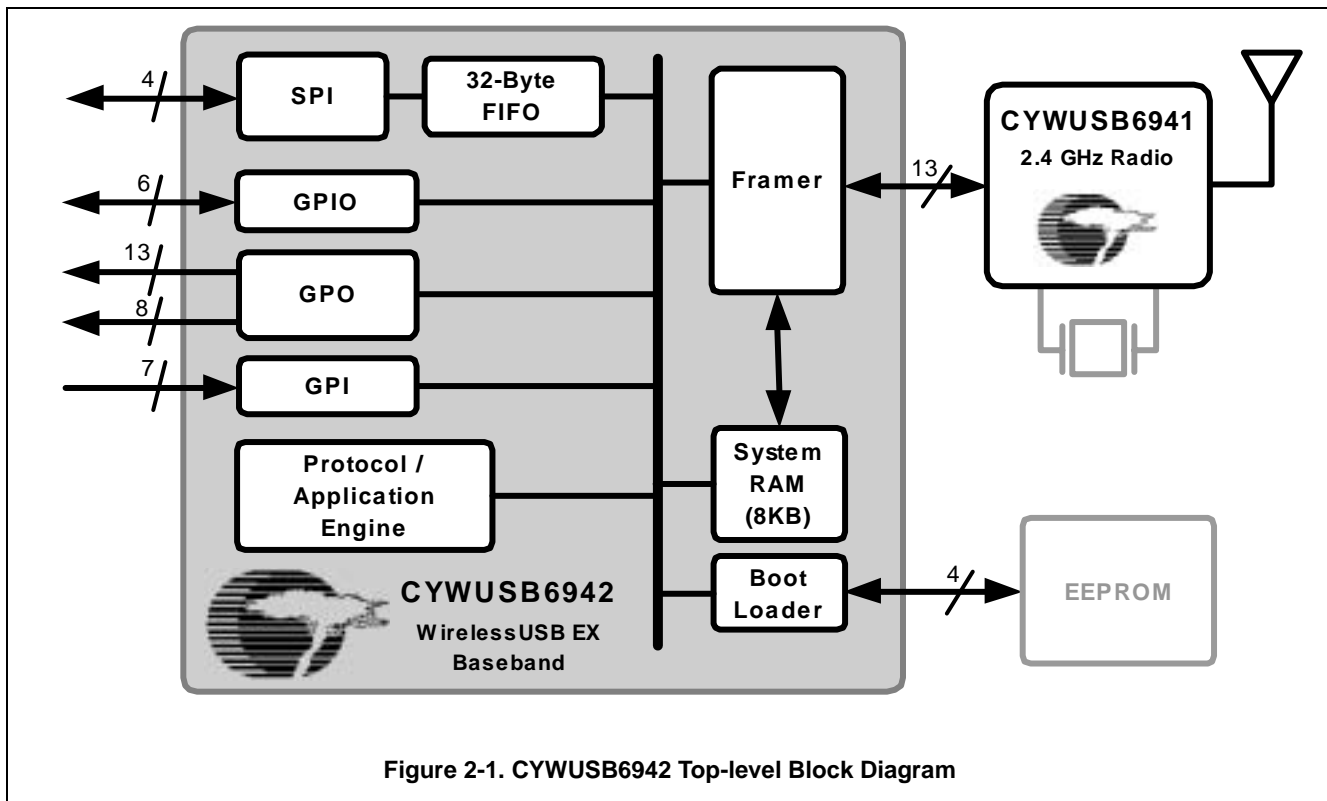 4
SPI
32-Byte
FIFO
6
GPIO
13
GPO
8
7
GPI
Protocol /
Application
Engine
CYWUSB6942
WirelessUSB EX
Baseband
Framer
13
CYWUSB6941
2.4 GHz Radio
System
RAM
(8KB)
Boot
Loader
4
EEPROM
Figure 2-1. CYWUSB6942 Top-level Block Diagram